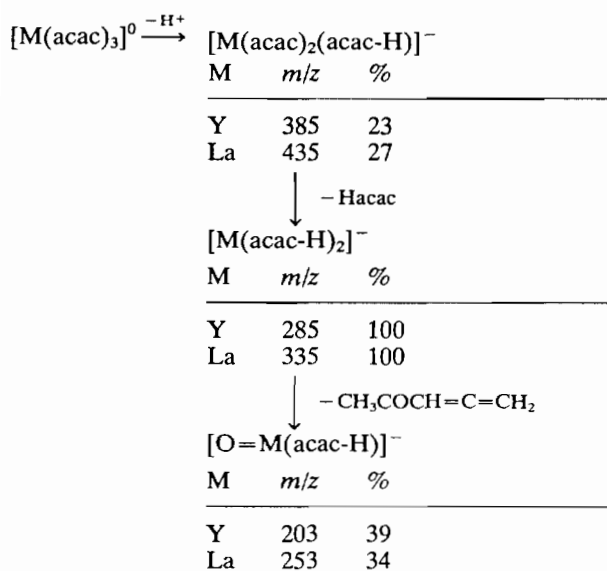 [M(acac)₃]⁰ −H⁺ → [M(acac)₂(acac-H)]⁻
M m/z %
Y 385 23
La 435 27
↓ −Hacac
[M(acac-H)₂]⁻
M m/z %
Y 285 100
La 335 100
↓ −CH₃COCH=C=CH₂
[O=M(acac-H)]⁻
M m/z %
Y 203 39
La 253 34